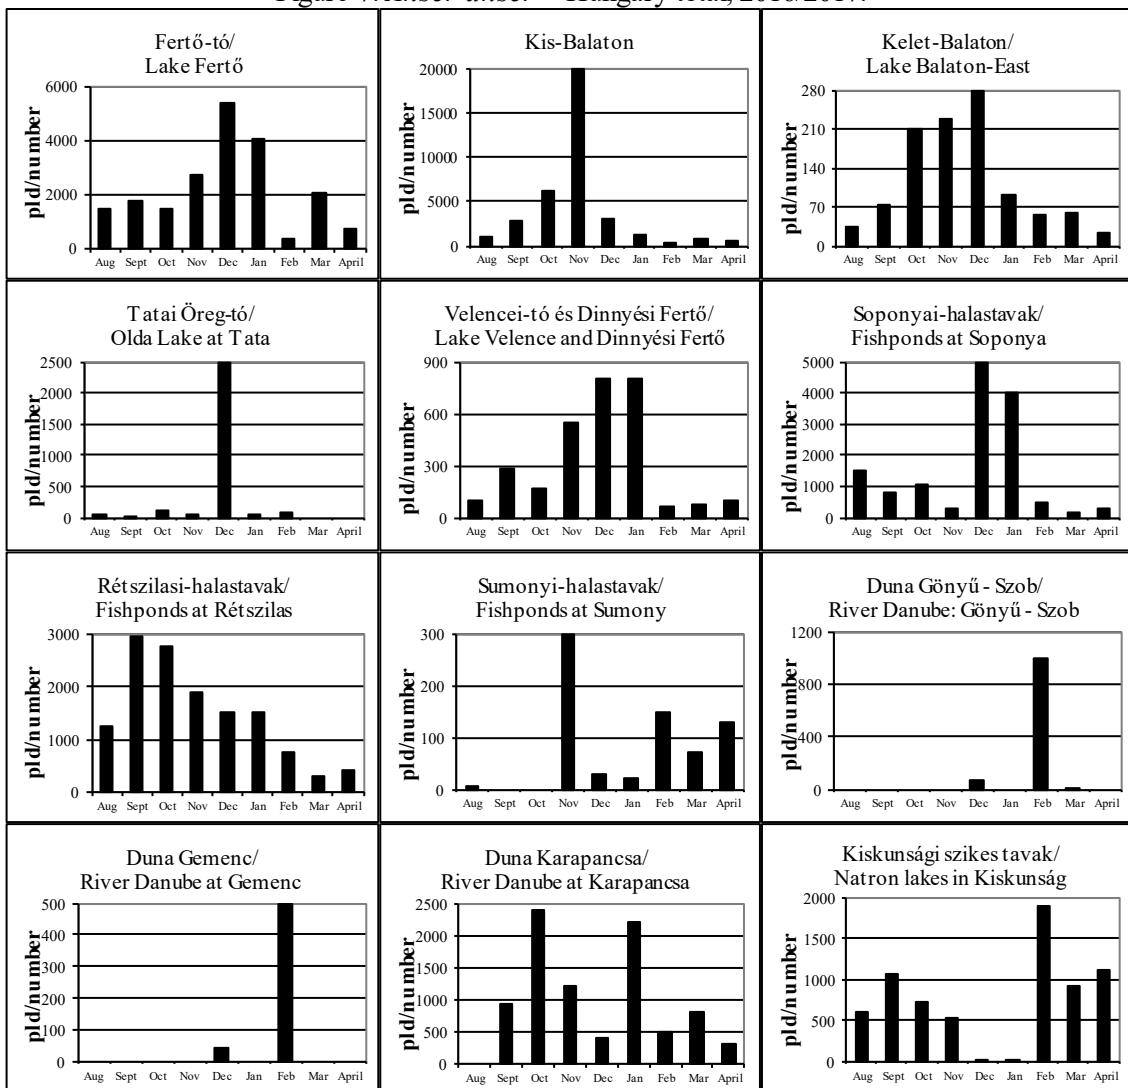 Fertő-tó/
Lake Fertő
6000
4000
2000
0
pld/number
Aug Sept Oct Nov Dec Jan Feb Mar April
Kis-Balaton
20000
15000
10000
5000
0
pld/number
Aug Sept Oct Nov Dec Jan Feb Mar April
Kelet-Balaton/
Lake Balaton-East
280
210
140
70
0
pld/number
Aug Sept Oct Nov Dec Jan Feb Mar April
Tatai Öreg-tó/
Olda Lake at Tata
2500
2000
1500
1000
500
0
pld/number
Aug Sept Oct Nov Dec Jan Feb Mar April
Velencei-tó és Dinnyési Fertő/
Lake Velence and Dinnyési Fertő
900
600
300
0
pld/number
Aug Sept Oct Nov Dec Jan Feb Mar April
Soponyai-halastavak/
Fishponds at Soponya
5000
4000
3000
2000
1000
0
pld/number
Aug Sept Oct Nov Dec Jan Feb Mar April
Rétszilasi-halastavak/
Fishponds at Rétszilas
3000
2000
1000
0
pld/number
Aug Sept Oct Nov Dec Jan Feb Mar April
Sumonyi-halastavak/
Fishponds at Sumony
300
200
100
0
pld/number
Aug Sept Oct Nov Dec Jan Feb Mar April
Duna Gönyű - Szob/
River Danube: Gönyű - Szob
1200
800
400
0
pld/number
Aug Sept Oct Nov Dec Jan Feb Mar April
Duna Gemenc/
River Danube at Gemenc
500
400
300
200
100
0
pld/number
Aug Sept Oct Nov Dec Jan Feb Mar April
Duna Karapancsa/
River Danube at Karapancsa
2500
2000
1500
1000
500
0
pld/number
Aug Sept Oct Nov Dec Jan Feb Mar April
Kiskunsági szikes tavak/
Natron lakes in Kiskunság
2000
1500
1000
500
0
pld/number
Aug Sept Oct Nov Dec Jan Feb Mar April